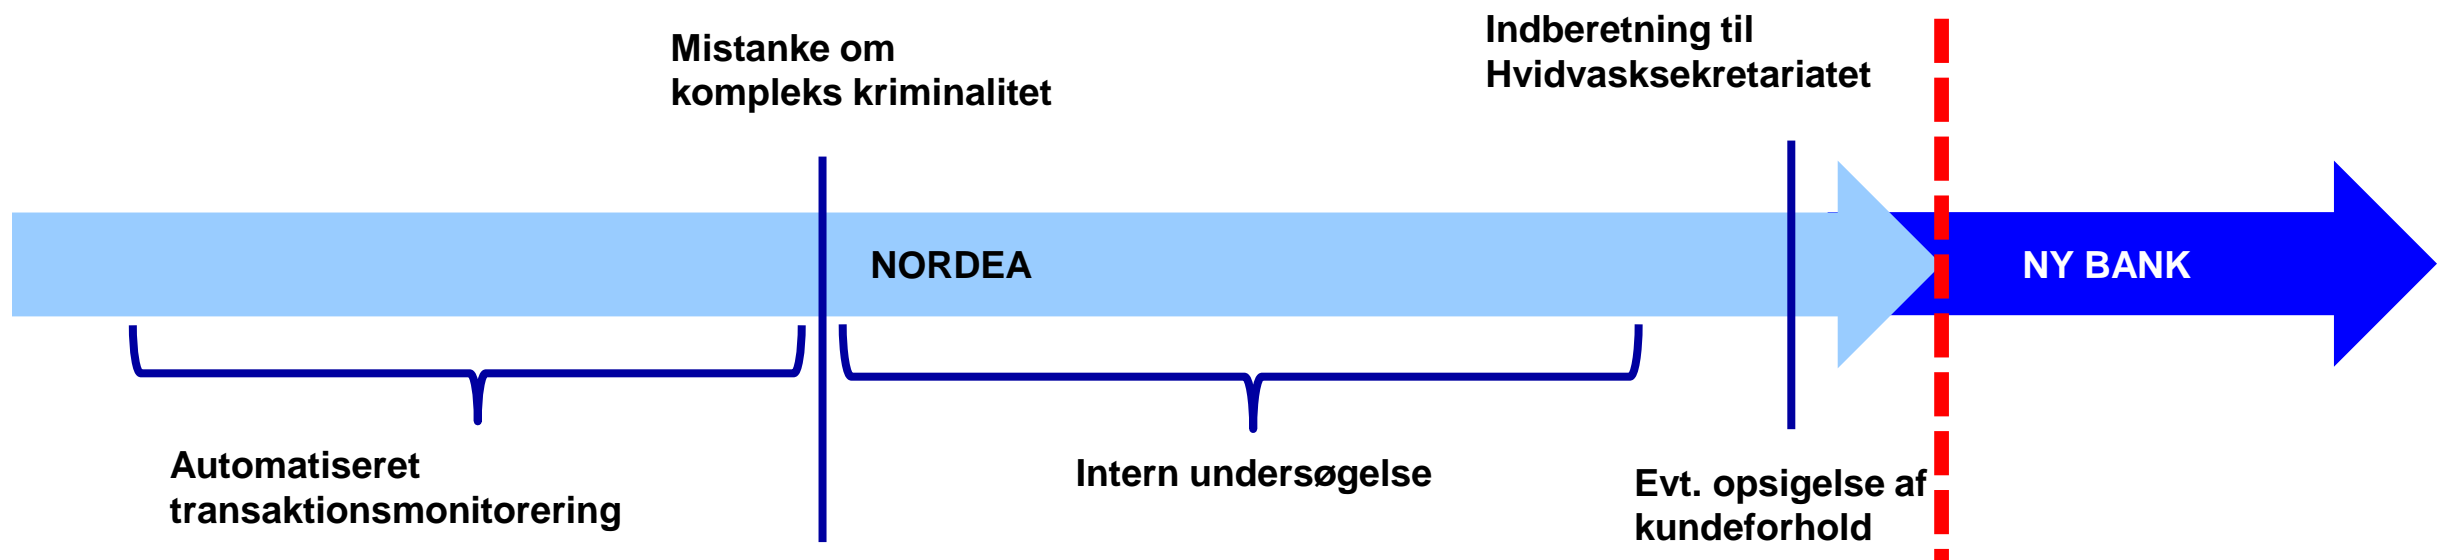 Mistanke om
kompleks kriminalitet
Indberetning til
Hvidvasksekretariatet
NORDEA
NY BANK
Automatiseret
transaktionsmonitorering
Intern undersøgelse
Evt. opsigelse af
kundeforhold